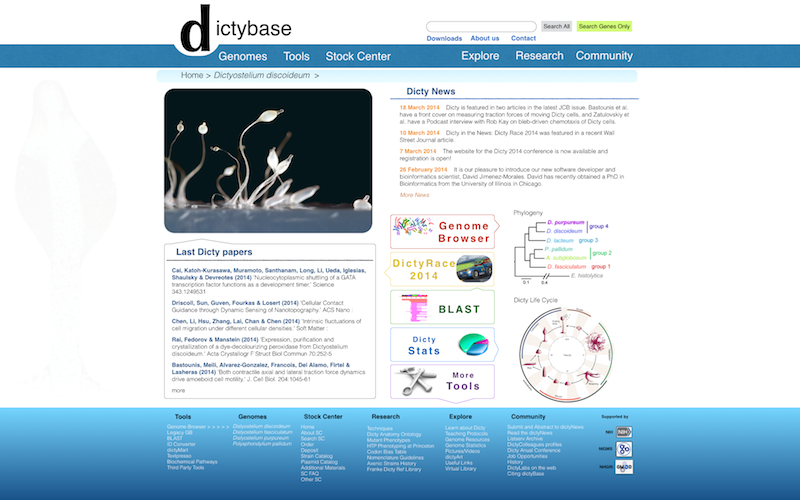 dictybase
Search All
Search Genes Only
Downloads About us Contact
Genomes Tools Stock Center Explore Research Community
Home > Dictyostelium discoideum >
Dicty News
18 March 2014 Dicty is featured in two articles in the latest JCB issue. Bastounis et al.
have a front cover on measuring traction forces of moving Dicty cells, and Zatulovskiy et
al. have a Podcast interview with Rob Kay on bleb-driven chemotaxis of Dicty cells.
10 March 2014 Dicty in the News: Dicty Race 2014 was featured in a recent Wall
Street Journal article.
7 March 2014 The website for the Dicty 2014 conference is now available and
registration is open!
26 February 2014 It is our pleasure to introduce our new software developer and
bioinformatics scientist, David Jimenez-Morales. David has recently obtained a PhD in
Bioinformatics from the University of Illinois in Chicago.
More News
Last Dicty papers
Cai, Katoh-Kurasawa, Muramoto, Santhanam, Long, Li, Ueda, Iglesias,
Shaulsky & Devreotes (2014) 'Nucleocytoplasmic shuttling of a GATA
transcription factor functions as a development timer.' Science
343:1249531
Driscoll, Sun, Guven, Fourkas & Losert (2014) 'Cellular Contact
Guidance through Dynamic Sensing of Nanotopography.' ACS Nano :
Chen, Li, Hsu, Zhang, Lai, Chan & Chen (2014) 'Intrinsic fluctuations of
cell migration under different cellular densities.' Soft Matter :
Rai, Fedorov & Manstein (2014) 'Expression, purification and
crystallization of a dye-decolourizing peroxidase from Dictyostelium
discoideum.' Acta Crystallogr F Struct Biol Commun 70:252-5
Bastounis, Meili, Alvarez-Gonzalez, Francois, Del Alamo, Firtel &
Lasheras (2014) 'Both contractile axial and lateral traction force dynamics
drive amoeboid cell motility.' J. Cell Biol. 204:1045-61
more
Genome
Browser
DictyRace
2014
BLAST
Dicty
Stats
More
Tools
Phylogeny
D. purpureum
D. discoideum
group 4
D. lacteum group 3
P. pallidum
A. subglobosum
group 2
D. fasciculatum group 1
E. histolytica
0.1 0.4
Dicty Life Cycle
Tools
Genome Browser > > > > >
Legacy GB
BLAST
ID Converter
dictyMart
Textpresso
Biochemical Pathways
Third Party Tools
Genomes
Dictyostelium discoideum
Dictyostelium fasciculatum
Dictyostelium purpureum
Polysphondylium pallidum
Stock Center
Home
About SC
Search SC
Order
Deposit
Strain Catalog
Plasmid Catalog
Additional Materials
SC FAQ
Other SC
Research
Techniques
Dicty Anatomy Ontology
Mutant Phenotypes
HTP Phenotyping at Princeton
Codon Bias Table
Nomenclature Guidelines
Axenic Strains History
Franke Dicty Ref Library
Explore
Learn about Dicty
Teaching Protocols
Genome Resources
Genome Statistics
Pictures/Videos
dictyArt
Useful Links
Virtual Library
Community
Submit and Abstract to dictyNews
Read the dictyNews
Listserv Archive
DictyColleagues profiles
Dicty Anual Conference
Job Opportunities
History
DictyLabs on the web
Citing dictyBase
Supported by
NIH